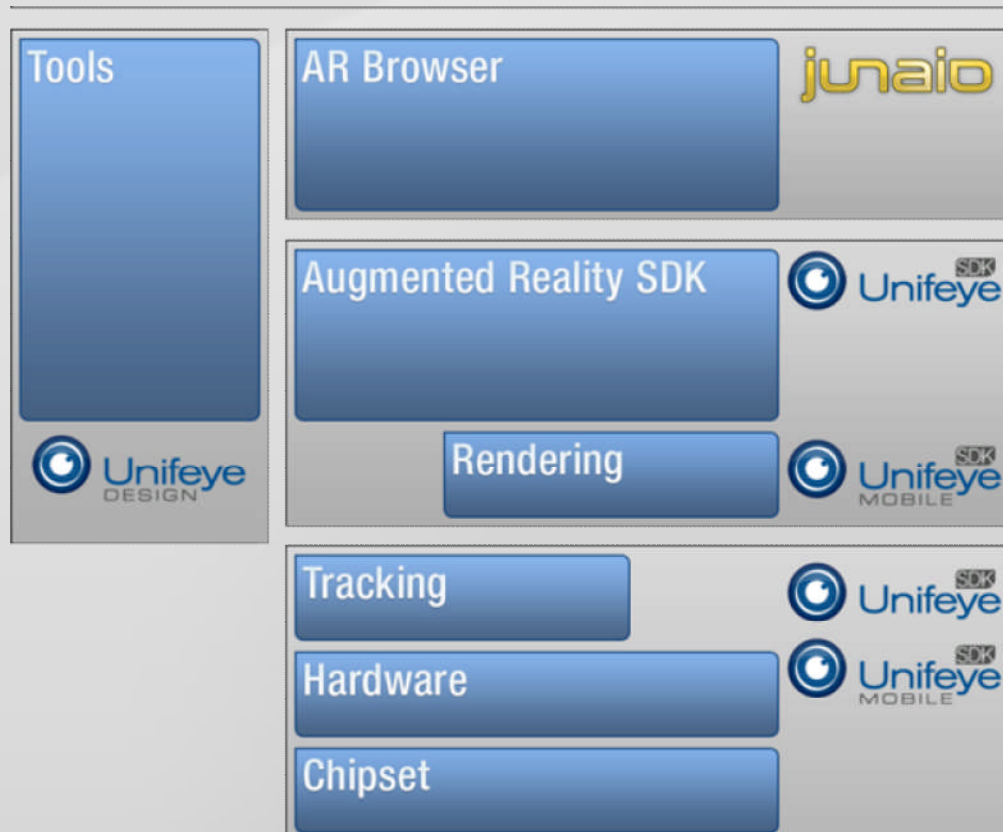 Tools
Unifeye
DESIGN
AR Browser
junaio
Augmented Reality SDK
SDK
Unifeye
Rendering
SDK
Unifeye
MOBILE
Tracking
SDK
Unifeye
Hardware
SDK
Unifeye
MOBILE
Chipset